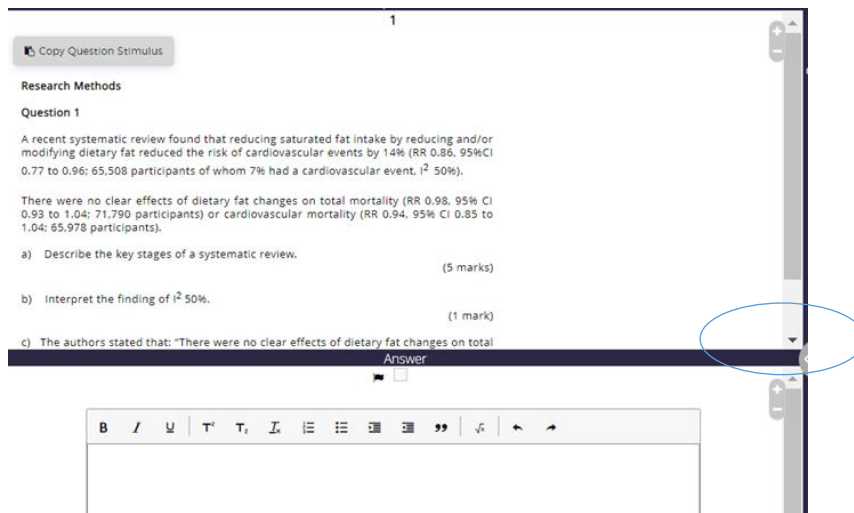 1
Copy Question Stimulus
Research Methods
Question 1
A recent systematic review found that reducing saturated fat intake by reducing and/or
modifying dietary fat reduced the risk of cardiovascular events by 14% (RR 0.86, 95%CI
0.77 to 0.96; 65,508 participants of whom 7% had a cardiovascular event, I² 50%).
There were no clear effects of dietary fat changes on total mortality (RR 0.98, 95% CI
0.93 to 1.04; 71,790 participants) or cardiovascular mortality (RR 0.94, 95% CI 0.85 to
1.04; 65,978 participants).
a) Describe the key stages of a systematic review.
(5 marks)
b) Interpret the finding of I² 50%.
(1 mark)
c) The authors stated that: "There were no clear effects of dietary fat changes on total
Answer
B I U T² T₂ Tx